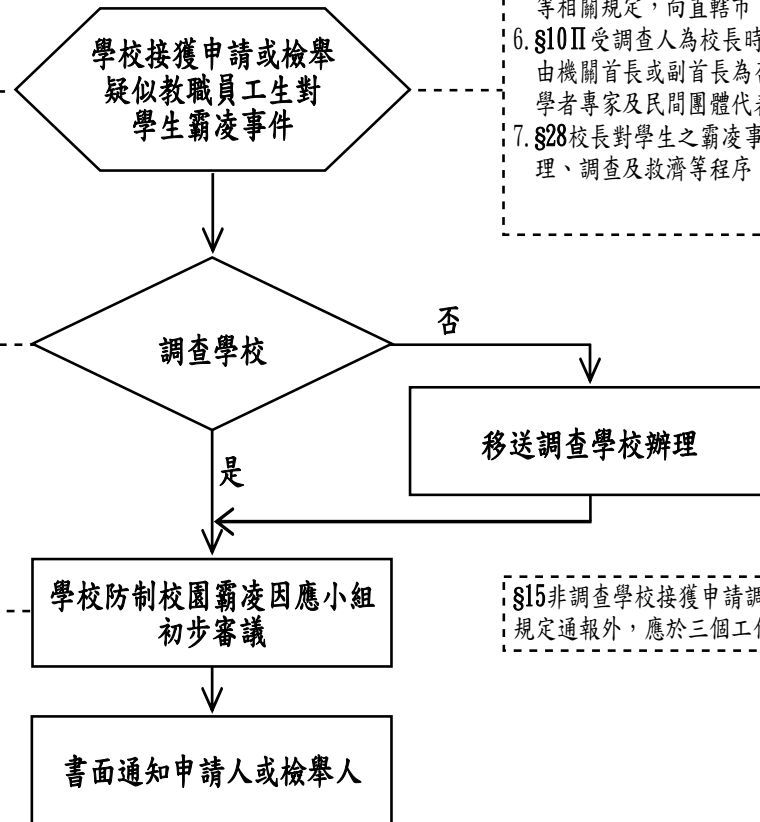 學校接獲申請或檢舉
疑似教職員工生對
學生霸凌事件
等相關規定，向直轄市
6. §10Ⅱ受調查人為校長時
由機關首長或副首長為
學者專家及民間團體代
7. §28校長對學生之霸凌事
理、調查及救濟等程序
調查學校
否
移送調查學校辦理
是
學校防制校園霸凌因應小組
初步審議
§15非調查學校接獲申請調
規定通報外，應於三個工
書面通知申請人或檢舉人